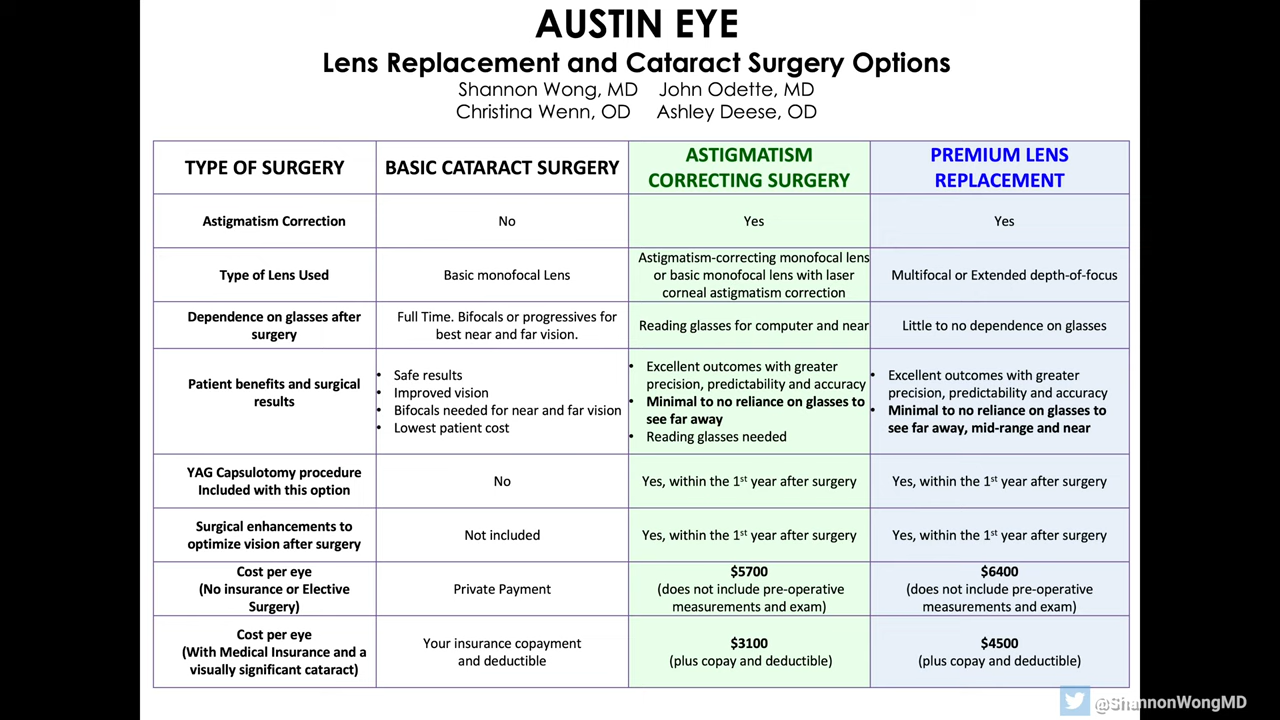 AUSTIN EYE
Lens Replacement and Cataract Surgery Options
Shannon Wong, MD John Odette, MD
Christina Wenn, OD Ashley Deese, OD
TYPE OF SURGERY
BASIC CATARACT SURGERY
ASTIGMATISM
CORRECTING SURGERY
PREMIUM LENS
REPLACEMENT
Astigmatism Correction
No
Yes
Yes
Type of Lens Used
Basic monofocal Lens
Astigmatism-correcting monofocal lens
or basic monofocal lens with laser
corneal astigmatism correction
Multifocal or Extended depth-of-focus
Dependence on glasses after
surgery
Full Time. Bifocals or progressives for
best near and far vision.
Reading glasses for computer and near
Little to no dependence on glasses
Patient benefits and surgical
results
• Safe results
• Improved vision
• Bifocals needed for near and far vision
• Lowest patient cost
• Excellent outcomes with greater
precision, predictability and accuracy
• Minimal to no reliance on glasses to
see far away
• Reading glasses needed
• Excellent outcomes with greater
precision, predictability and accuracy
• Minimal to no reliance on glasses to
see far away, mid-range and near
YAG Capsulotomy procedure
Included with this option
No
Yes, within the 1st year after surgery
Yes, within the 1st year after surgery
Surgical enhancements to
optimize vision after surgery
Not included
Yes, within the 1st year after surgery
Yes, within the 1st year after surgery
Cost per eye
(No insurance or Elective
Surgery)
Private Payment
$5700
(does not include pre-operative
measurements and exam)
$6400
(does not include pre-operative
measurements and exam)
Cost per eye
(With Medical Insurance and a
visually significant cataract)
Your insurance copayment
and deductible
$3100
(plus copay and deductible)
$4500
(plus copay and deductible)
@ShannonWongMD